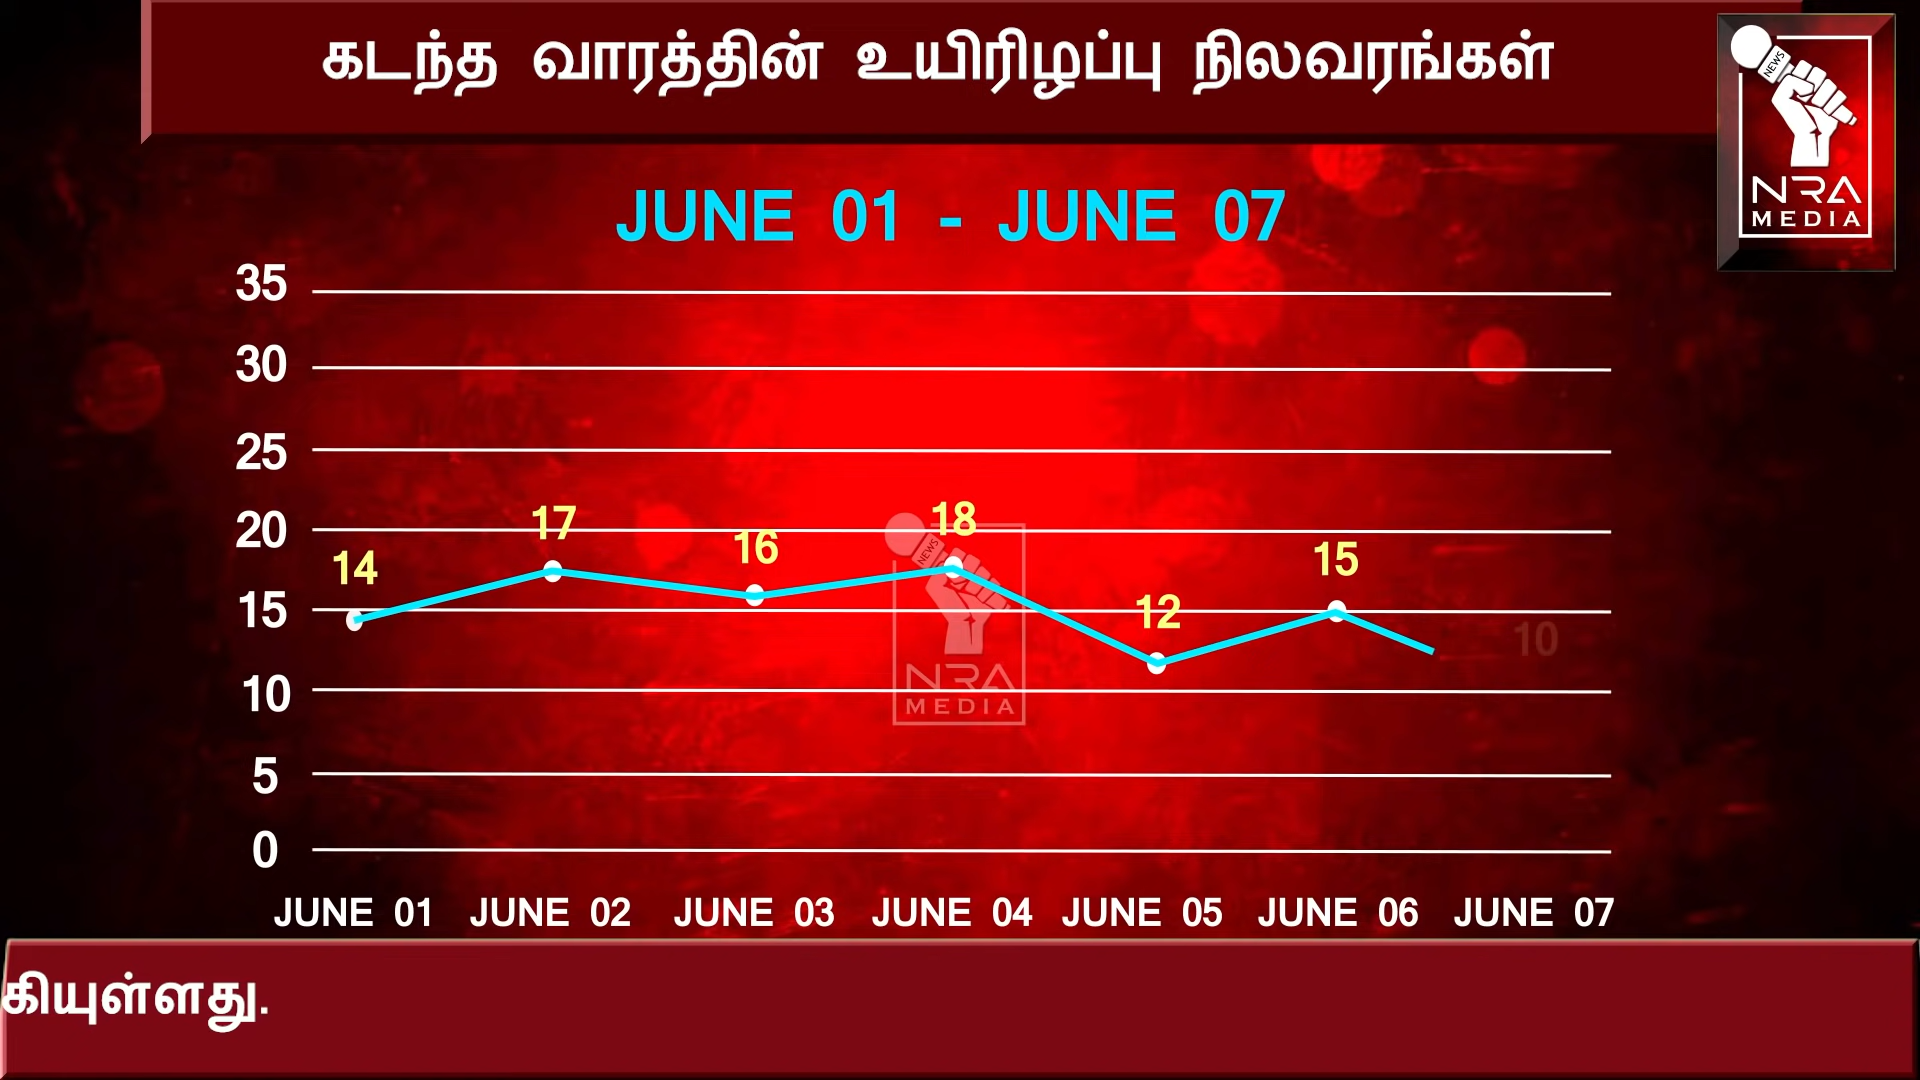 கடந்த வாரத்தின் உயிரிழப்பு நிலவரங்கள்
NEWS
NRA
MEDIA
JUNE 01 - JUNE 07
35
30
25
20
15
10
5
0
14
17
16
18
12
15
10
NEWS
NRA
MEDIA
JUNE 01 JUNE 02 JUNE 03 JUNE 04 JUNE 05 JUNE 06 JUNE 07
கியுள்ளது.